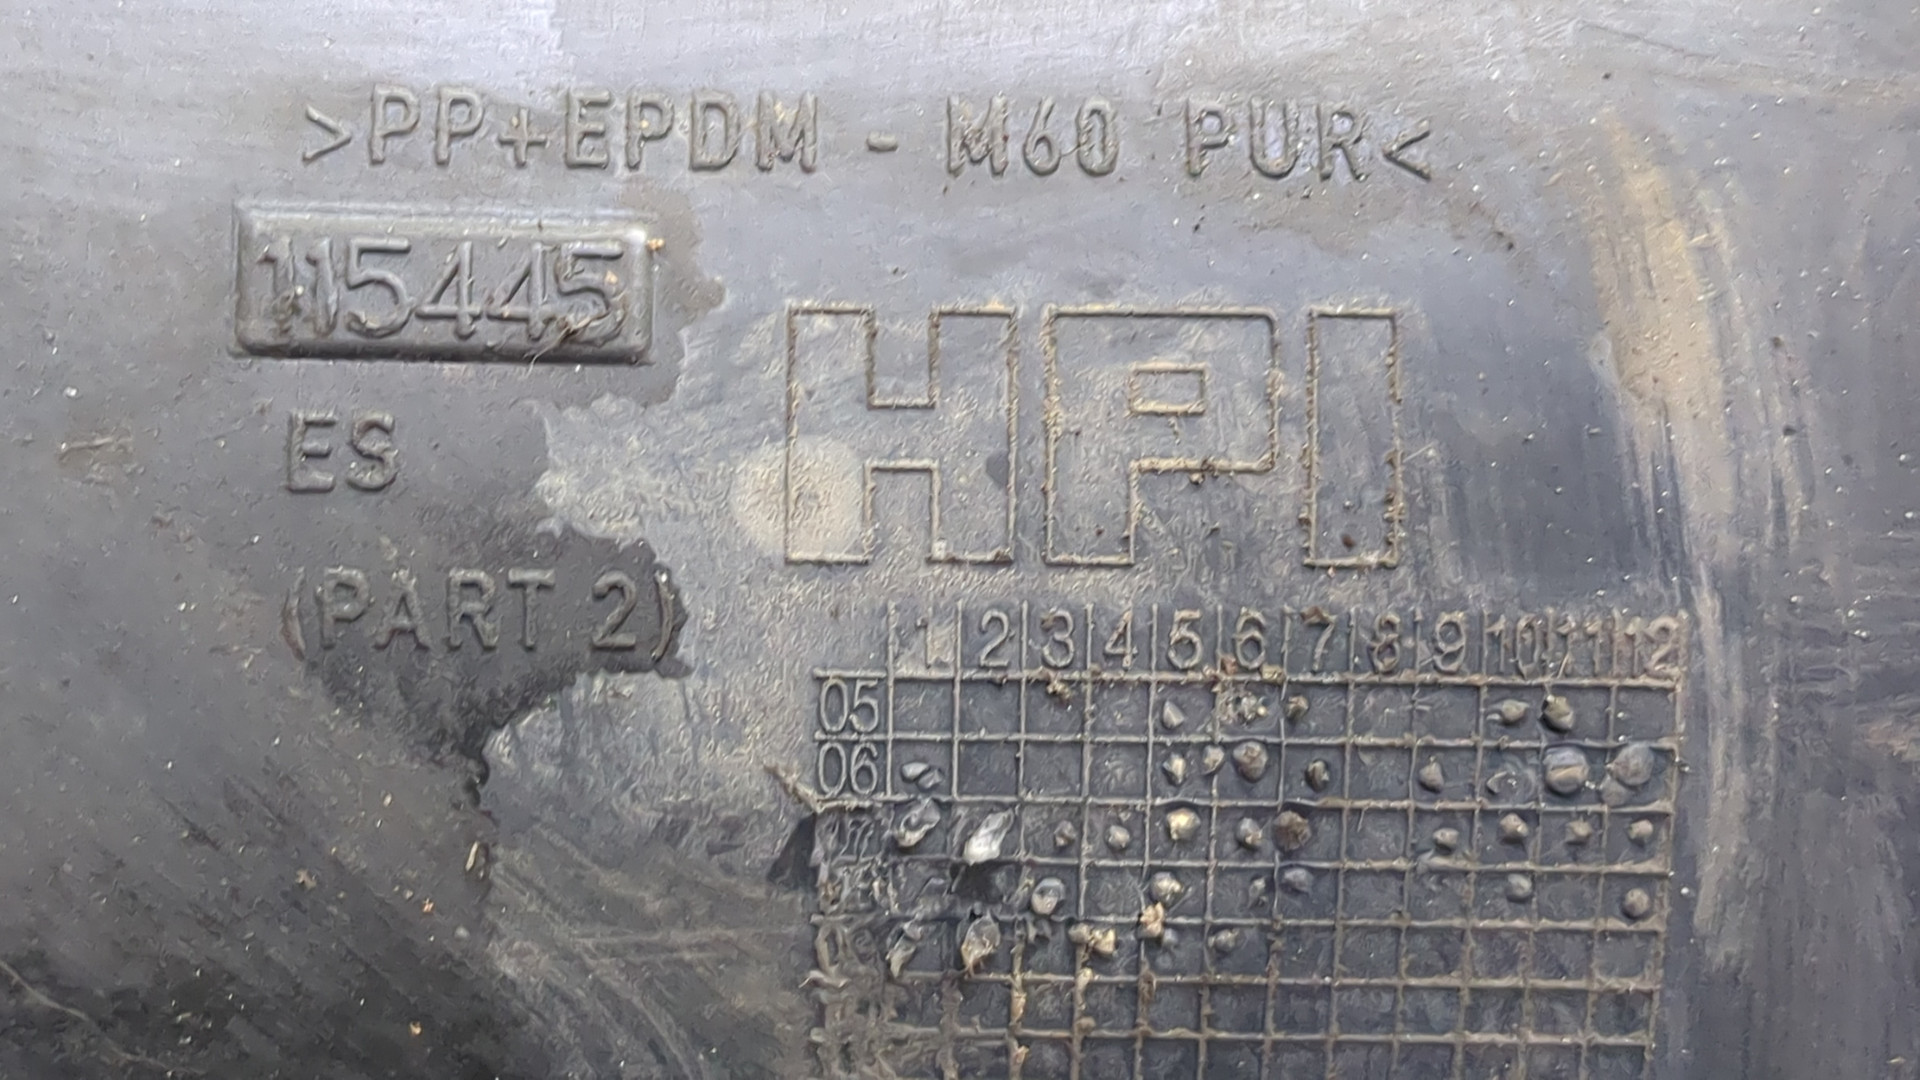 >PP+EPDM - M60 PUR<
115445
HPI
ES
(PART 2)
1 2 3 4 5 6 7 8 9 10 11 12
05
06